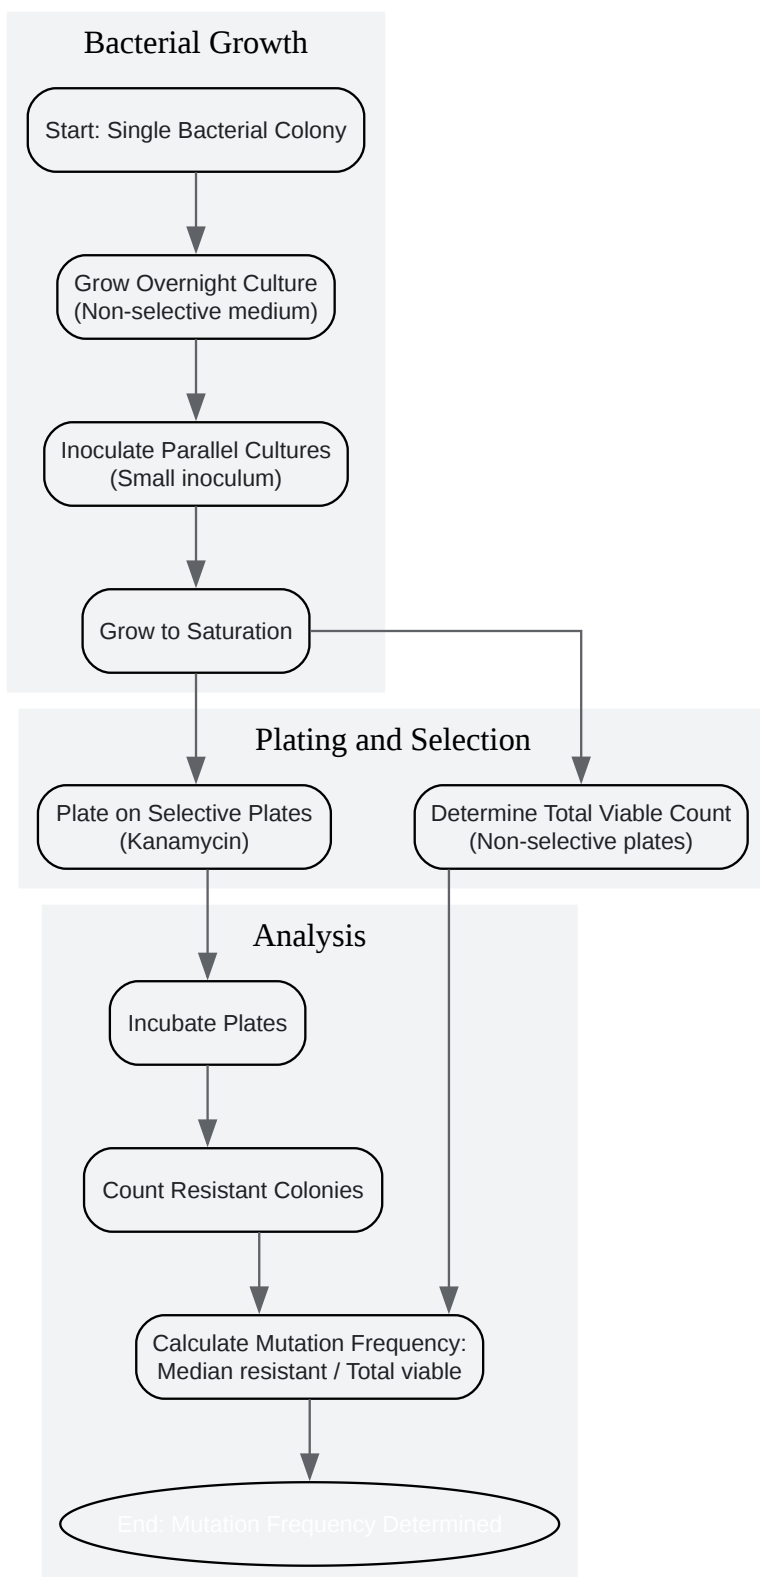 Bacterial Growth
Start: Single Bacterial Colony
Grow Overnight Culture
(Non-selective medium)
Inoculate Parallel Cultures
(Small inoculum)
Grow to Saturation
Plating and Selection
Plate on Selective Plates
(Kanamycin)
Determine Total Viable Count
(Non-selective plates)
Analysis
Incubate Plates
Count Resistant Colonies
Calculate Mutation Frequency:
Median resistant / Total viable
End: Mutation Frequency Determined